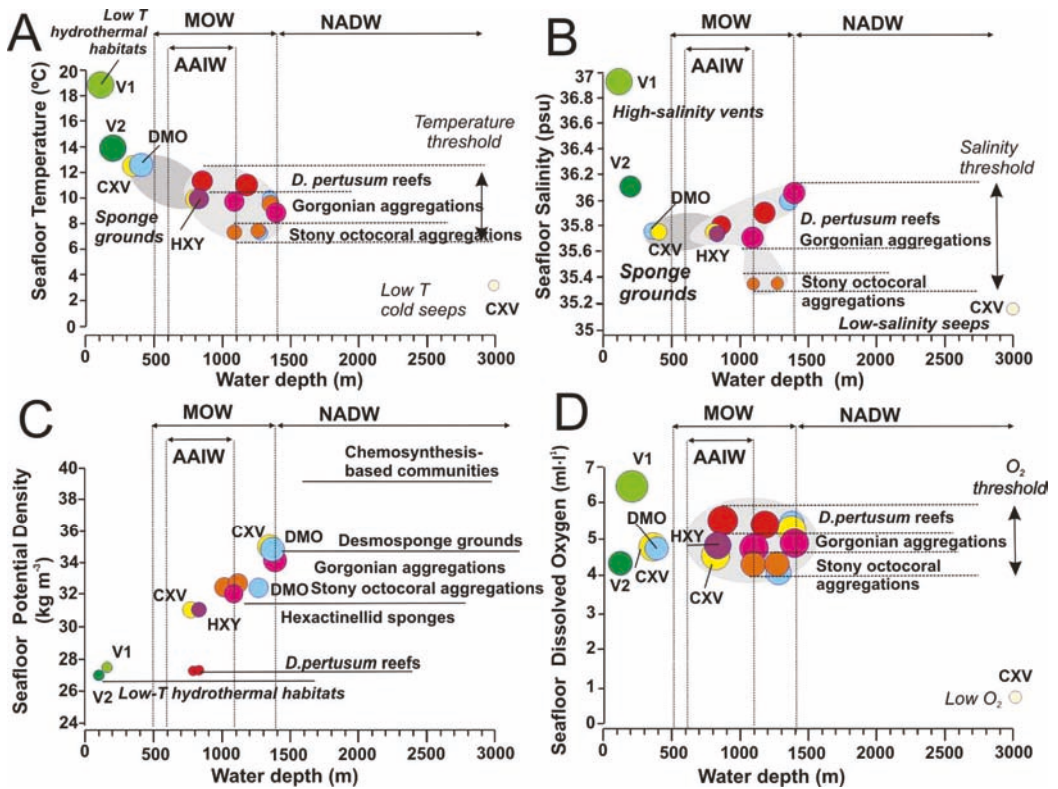 A
Low T
hydrothermal
habitats
MOW
NADW
AAIW
Seafloor Temperature (ºC)
20
18
16
14
12
10
8
6
4
2
0
V1
V2
DMO
CXV
Sponge
grounds
HXY
Temperature
threshold
D. pertusum reefs
Gorgonian aggregations
Stony octocoral aggregations
Low T
cold seeps
CXV
0
500
1000
1500
2000
2500
3000
Water depth (m)
B
MOW
NADW
AAIW
Seafloor Salinity (psu)
37
36.8
36.4
36.2
35.8
35.6
35.4
35.2
35
V1
High-salinity vents
V2
DMO
CXV
HXY
Sponge
grounds
Salinity
threshold
D. pertusum reefs
Gorgonian aggregations
Stony octocoral
aggregations
CXV
Low-salinity seeps
0
500
1000
1500
2000
2500
3000
Water depth (m)
C
MOW
NADW
AAIW
Seafloor Potential Density
(kg m-³)
40
38
35
33
30
28
26
24
Chemosynthesis-
based communities
CXV
DMO
Desmosponge grounds
Gorgonian aggregations
Stony octocoral aggregations
DMO
CXV
HXY
Hexactinellid sponges
V1
D.pertusum reefs
V2
Low-T hydrothermal habitats
0
500
1000
1500
2000
2500
3000
Water depth (m)
D
MOW
NADW
AAIW
Seafloor Dissolved Oxygen (ml·l¹)
7
6
5
4
3
2
1
0
V1
DMO
HXY
V2
CXV
CXV
O₂
threshold
D.pertusum reefs
Gorgonian aggregations
Stony octocoral
aggregations
CXV
Low O₂
0
500
1000
1500
2000
2500
3000
Water depth (m)